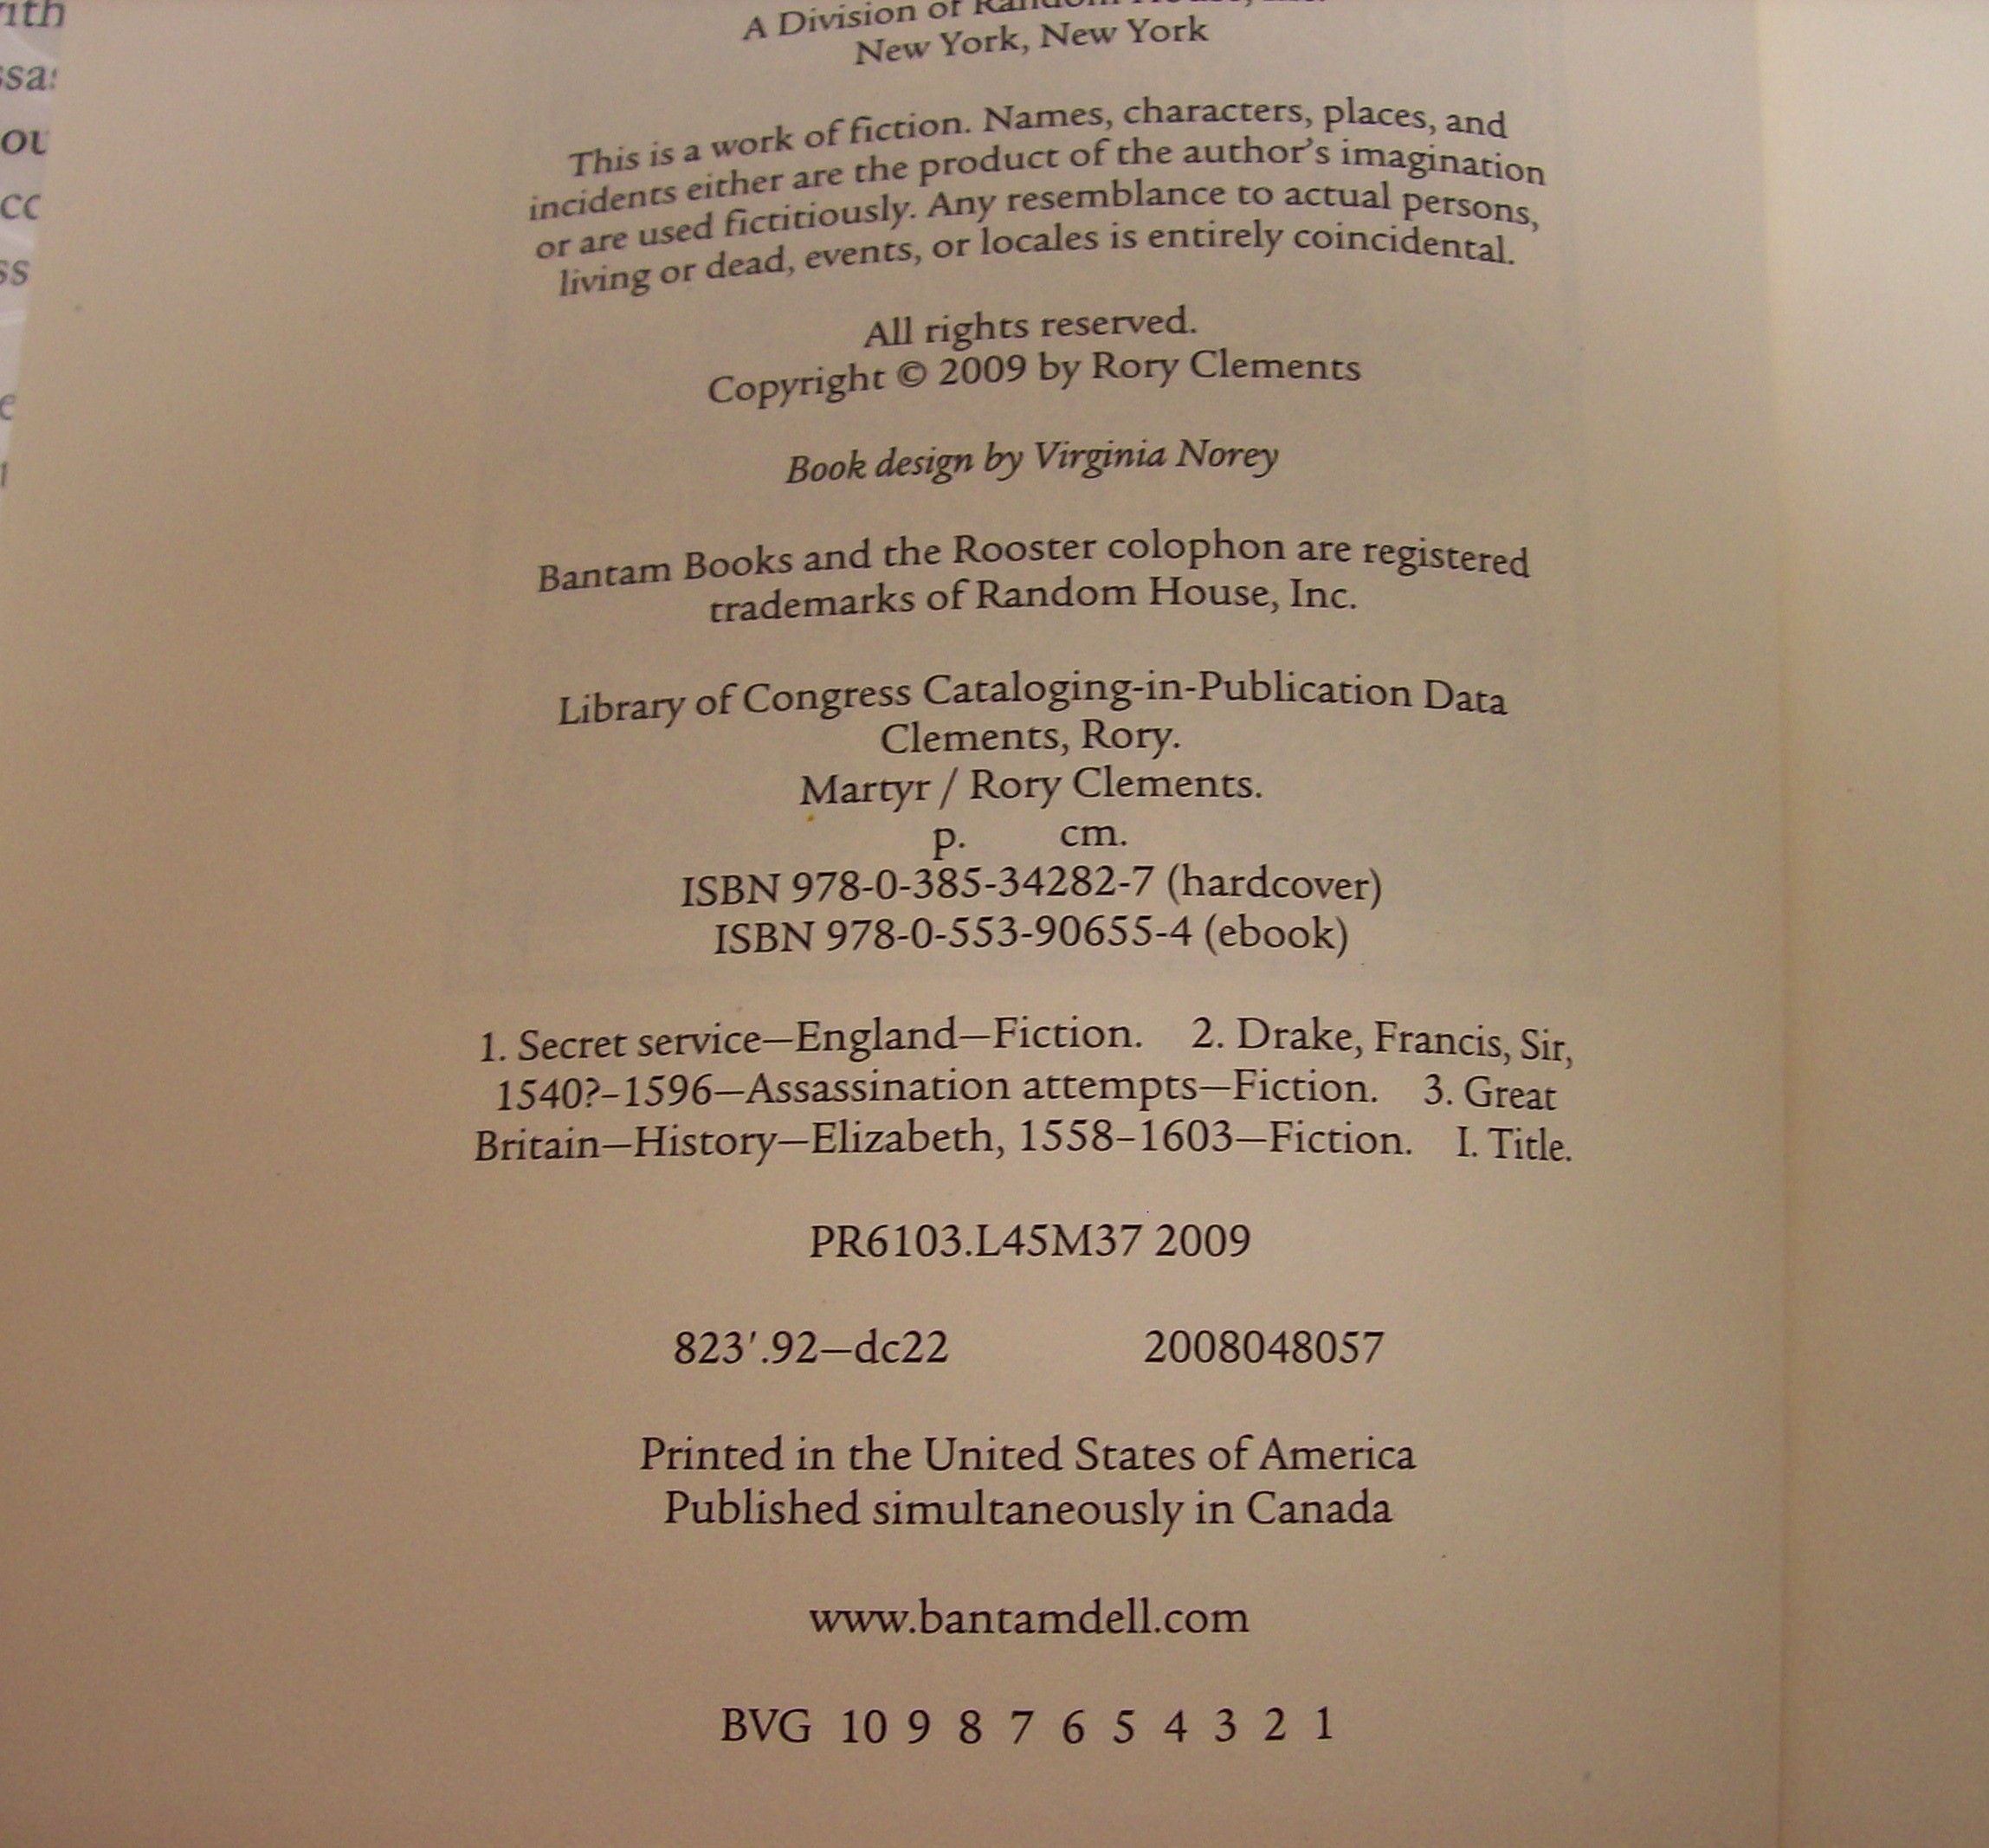 A Division of Random House, Inc.
New York, New York
This is a work of fiction. Names, characters, places, and
incidents either are the product of the author's imagination
or are used fictitiously. Any resemblance to actual persons,
living or dead, events, or locales is entirely coincidental.
All rights reserved.
Copyright © 2009 by Rory Clements
Book design by Virginia Norey
Bantam Books and the Rooster colophon are registered
trademarks of Random House, Inc.
Library of Congress Cataloging-in-Publication Data
Clements, Rory.
Martyr / Rory Clements.
p. cm.
ISBN 978-0-385-34282-7 (hardcover)
ISBN 978-0-553-90655-4 (ebook)
1. Secret service—England—Fiction. 2. Drake, Francis, Sir,
1540?–1596—Assassination attempts—Fiction. 3. Great
Britain—History—Elizabeth, 1558–1603—Fiction. I. Title.
PR6103.L45M37 2009
823'.92—dc22 2008048057
Printed in the United States of America
Published simultaneously in Canada
www.bantamdell.com
BVG 10 9 8 7 6 5 4 3 2 1